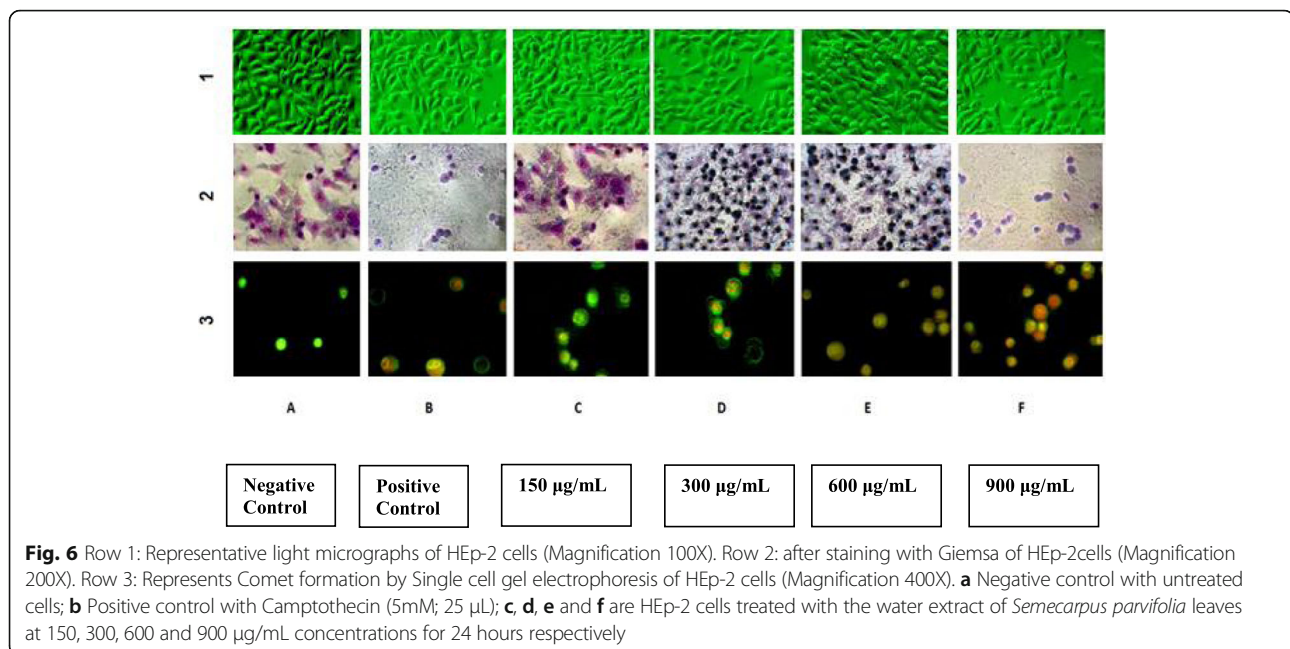 1
2
3
A B C D E F
Negative Control
Positive Control
150 µg/mL
300 µg/mL
600 µg/mL
900 µg/mL
Fig. 6 Row 1: Representative light micrographs of HEp-2 cells (Magnification 100X). Row 2: after staining with Giemsa of HEp-2cells (Magnification
200X). Row 3: Represents Comet formation by Single cell gel electrophoresis of HEp-2 cells (Magnification 400X). a Negative control with untreated
cells; b Positive control with Camptothecin (5mM; 25 µL); c, d, e and f are HEp-2 cells treated with the water extract of Semecarpus parvifolia leaves
at 150, 300, 600 and 900 µg/mL concentrations for 24 hours respectively